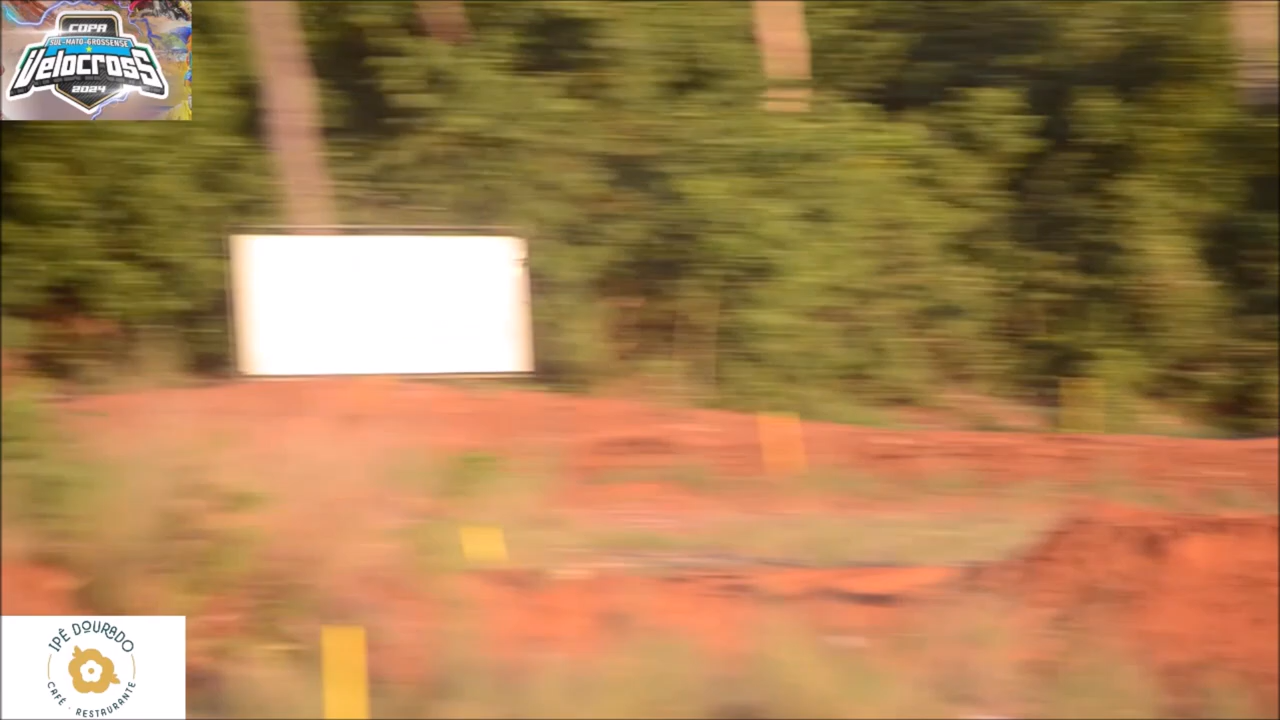 COPA
SUL-MATO-GROSSENSE
Velocross
2024
IPÊ DOURADO
CAFÉ · RESTAURANTE